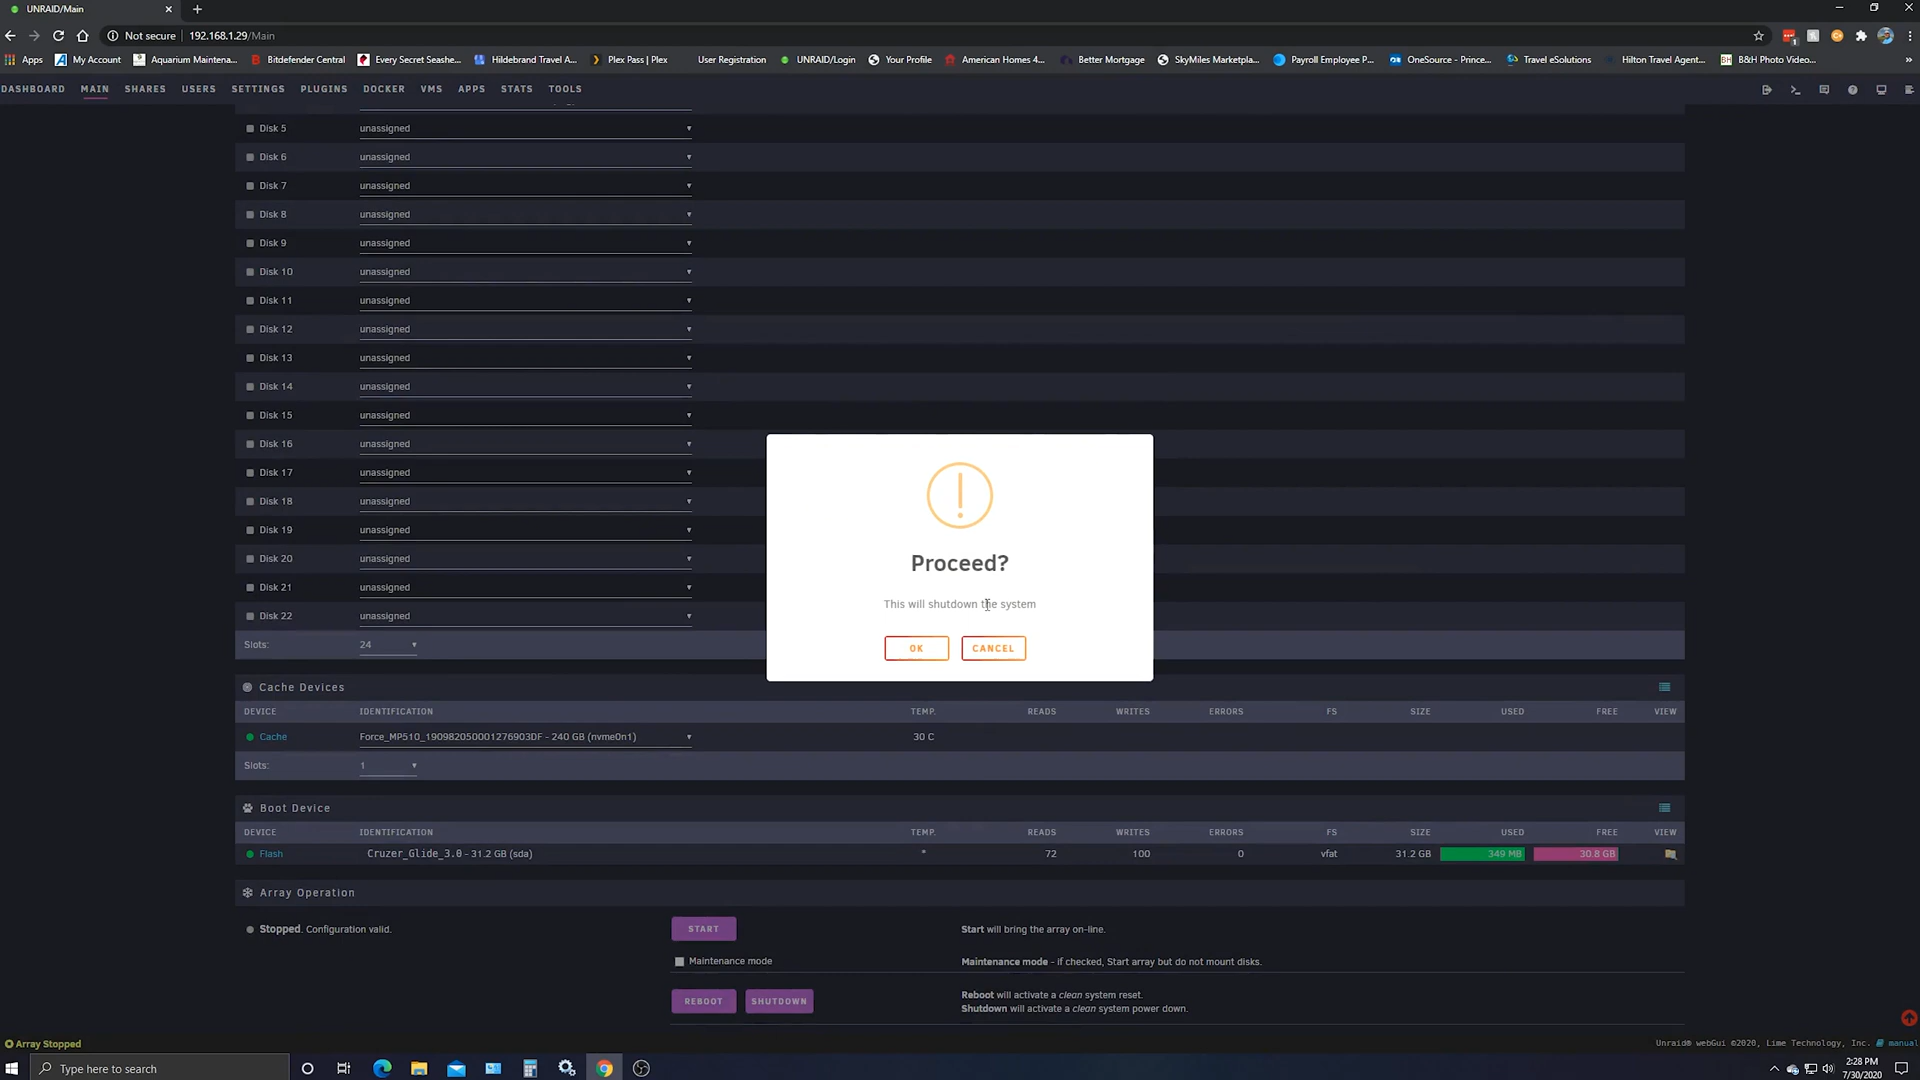 UNRAID/Main
Not secure 192.168.1.29/Main
Apps My Account Aquarium Maintena... Bitdefender Central Every Secret Seashe... Hildebrand Travel A... Plex Pass | Plex User Registration UNRAID/Login Your Profile American Homes 4... Better Mortgage SkyMiles Marketpla... Payroll Employee P... OneSource - Prince... Travel eSolutions Hilton Travel Agent... B&H Photo Video...
DASHBOARD MAIN SHARES USERS SETTINGS PLUGINS DOCKER VMS APPS STATS TOOLS
Disk 5 unassigned
Disk 6 unassigned
Disk 7 unassigned
Disk 8 unassigned
Disk 9 unassigned
Disk 10 unassigned
Disk 11 unassigned
Disk 12 unassigned
Disk 13 unassigned
Disk 14 unassigned
Disk 15 unassigned
Disk 16 unassigned
Disk 17 unassigned
Disk 18 unassigned
Disk 19 unassigned
Disk 20 unassigned
Disk 21 unassigned
Disk 22 unassigned
Slots: 24
Proceed?
This will shutdown the system
OK CANCEL
Cache Devices
DEVICE IDENTIFICATION TEMP. READS WRITES ERRORS FS SIZE USED FREE VIEW
Cache Force_MP510_190982050001276903DF - 240 GB (nvme0n1) 30 C
Slots: 1
Boot Device
DEVICE IDENTIFICATION TEMP. READS WRITES ERRORS FS SIZE USED FREE VIEW
Flash Cruzer_Glide_3.0 - 31.2 GB (sda) * 72 100 0 vfat 31.2 GB 349 MB 30.8 GB
Array Operation
Stopped. Configuration valid. START Start will bring the array on-line.
Maintenance mode Maintenance mode - if checked, Start array but do not mount disks.
REBOOT SHUTDOWN Reboot will activate a clean system reset.
Shutdown will activate a clean system power down.
Array Stopped Unraid® webGui ©2020, Lime Technology, Inc. manual
Type here to search
2:28 PM
7/30/2020